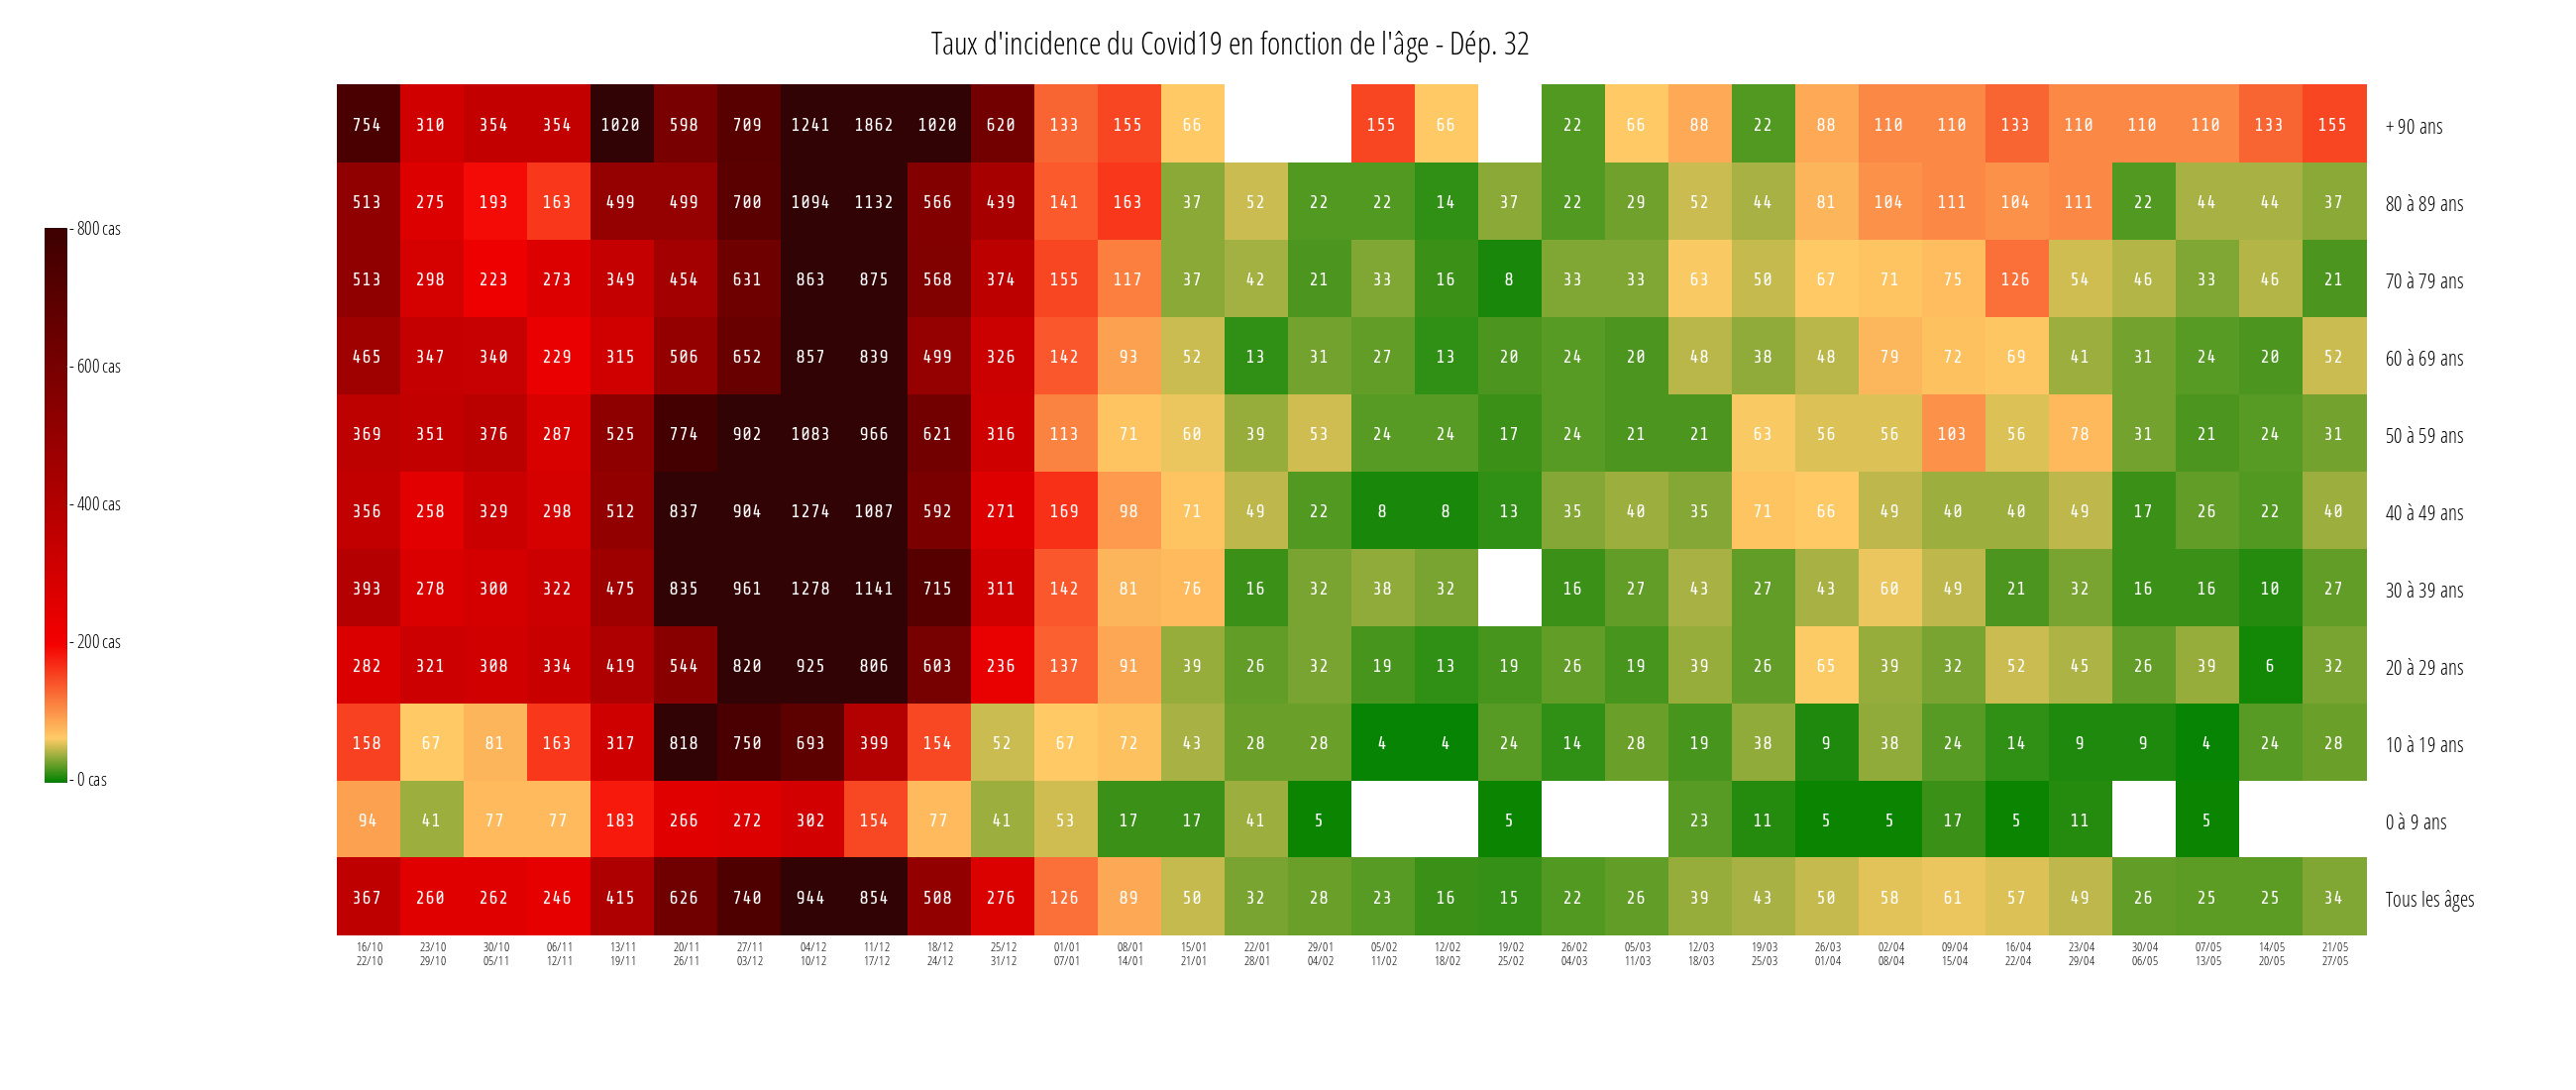 Taux d'incidence du Covid19 en fonction de l'âge - Dép. 32
- 800 cas
- 600 cas
- 400 cas
- 200 cas
- 0 cas
754 310 354 354 1020 598 709 1241 1862 1020 620 133 155 66 155 66 22 66 88 22 88 110 110 133 110 110 110 133 155 + 90 ans
513 275 193 163 499 499 700 1094 1132 566 439 141 163 37 52 22 22 14 37 22 29 52 44 81 104 111 104 111 22 44 44 37 80 à 89 ans
513 298 223 273 349 454 631 863 875 568 374 155 117 37 42 21 33 16 8 33 33 63 50 67 71 75 126 54 46 33 46 21 70 à 79 ans
465 347 340 229 315 506 652 857 839 499 326 142 93 52 13 31 27 13 20 24 20 48 38 48 79 72 69 41 31 24 20 52 60 à 69 ans
369 351 376 287 525 774 902 1083 966 621 316 113 71 60 39 53 24 24 17 24 21 21 63 56 56 103 56 78 31 21 24 31 50 à 59 ans
356 258 329 298 512 837 904 1274 1087 592 271 169 98 71 49 22 8 8 13 35 40 35 71 66 49 40 40 49 17 26 22 40 40 à 49 ans
393 278 300 322 475 835 961 1278 1141 715 311 142 81 76 16 32 38 32 16 27 43 27 43 60 49 21 32 16 16 10 27 30 à 39 ans
282 321 308 334 419 544 820 925 806 603 236 137 91 39 26 32 19 13 19 26 19 39 26 65 39 32 52 45 26 39 6 32 20 à 29 ans
158 67 81 163 317 818 750 693 399 154 52 67 72 43 28 28 4 4 24 14 28 19 38 9 38 24 14 9 9 4 24 28 10 à 19 ans
94 41 77 77 183 266 272 302 154 77 41 53 17 17 41 5 5 23 11 5 5 17 5 11 5 0 à 9 ans
367 260 262 246 415 626 740 944 854 508 276 126 89 50 32 28 23 16 15 22 26 39 43 50 58 61 57 49 26 25 25 34 Tous les âges
16/10 23/10 30/10 06/11 13/11 20/11 27/11 04/12 11/12 18/12 25/12 01/01 08/01 15/01 22/01 29/01 05/02 12/02 19/02 26/02 05/03 12/03 19/03 26/03 02/04 09/04 16/04 23/04 30/04 07/05 14/05 21/05
22/10 29/10 05/11 12/11 19/11 26/11 03/12 10/12 17/12 24/12 31/12 07/01 14/01 21/01 28/01 04/02 11/02 18/02 25/02 04/03 11/03 18/03 25/03 01/04 08/04 15/04 22/04 29/04 06/05 13/05 20/05 27/05